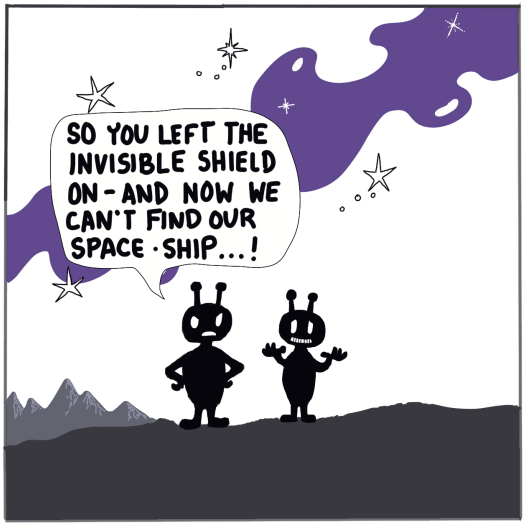 SO YOU LEFT THE
INVISIBLE SHIELD
ON - AND NOW WE
CAN'T FIND OUR
SPACE · SHIP...!